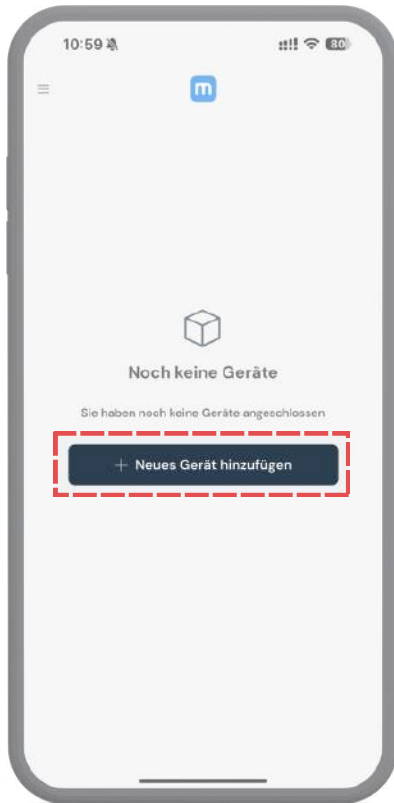 10:59
80
m
Noch keine Geräte
Sie haben noch keine Geräte angeschlossen
+ Neues Gerät hinzufügen